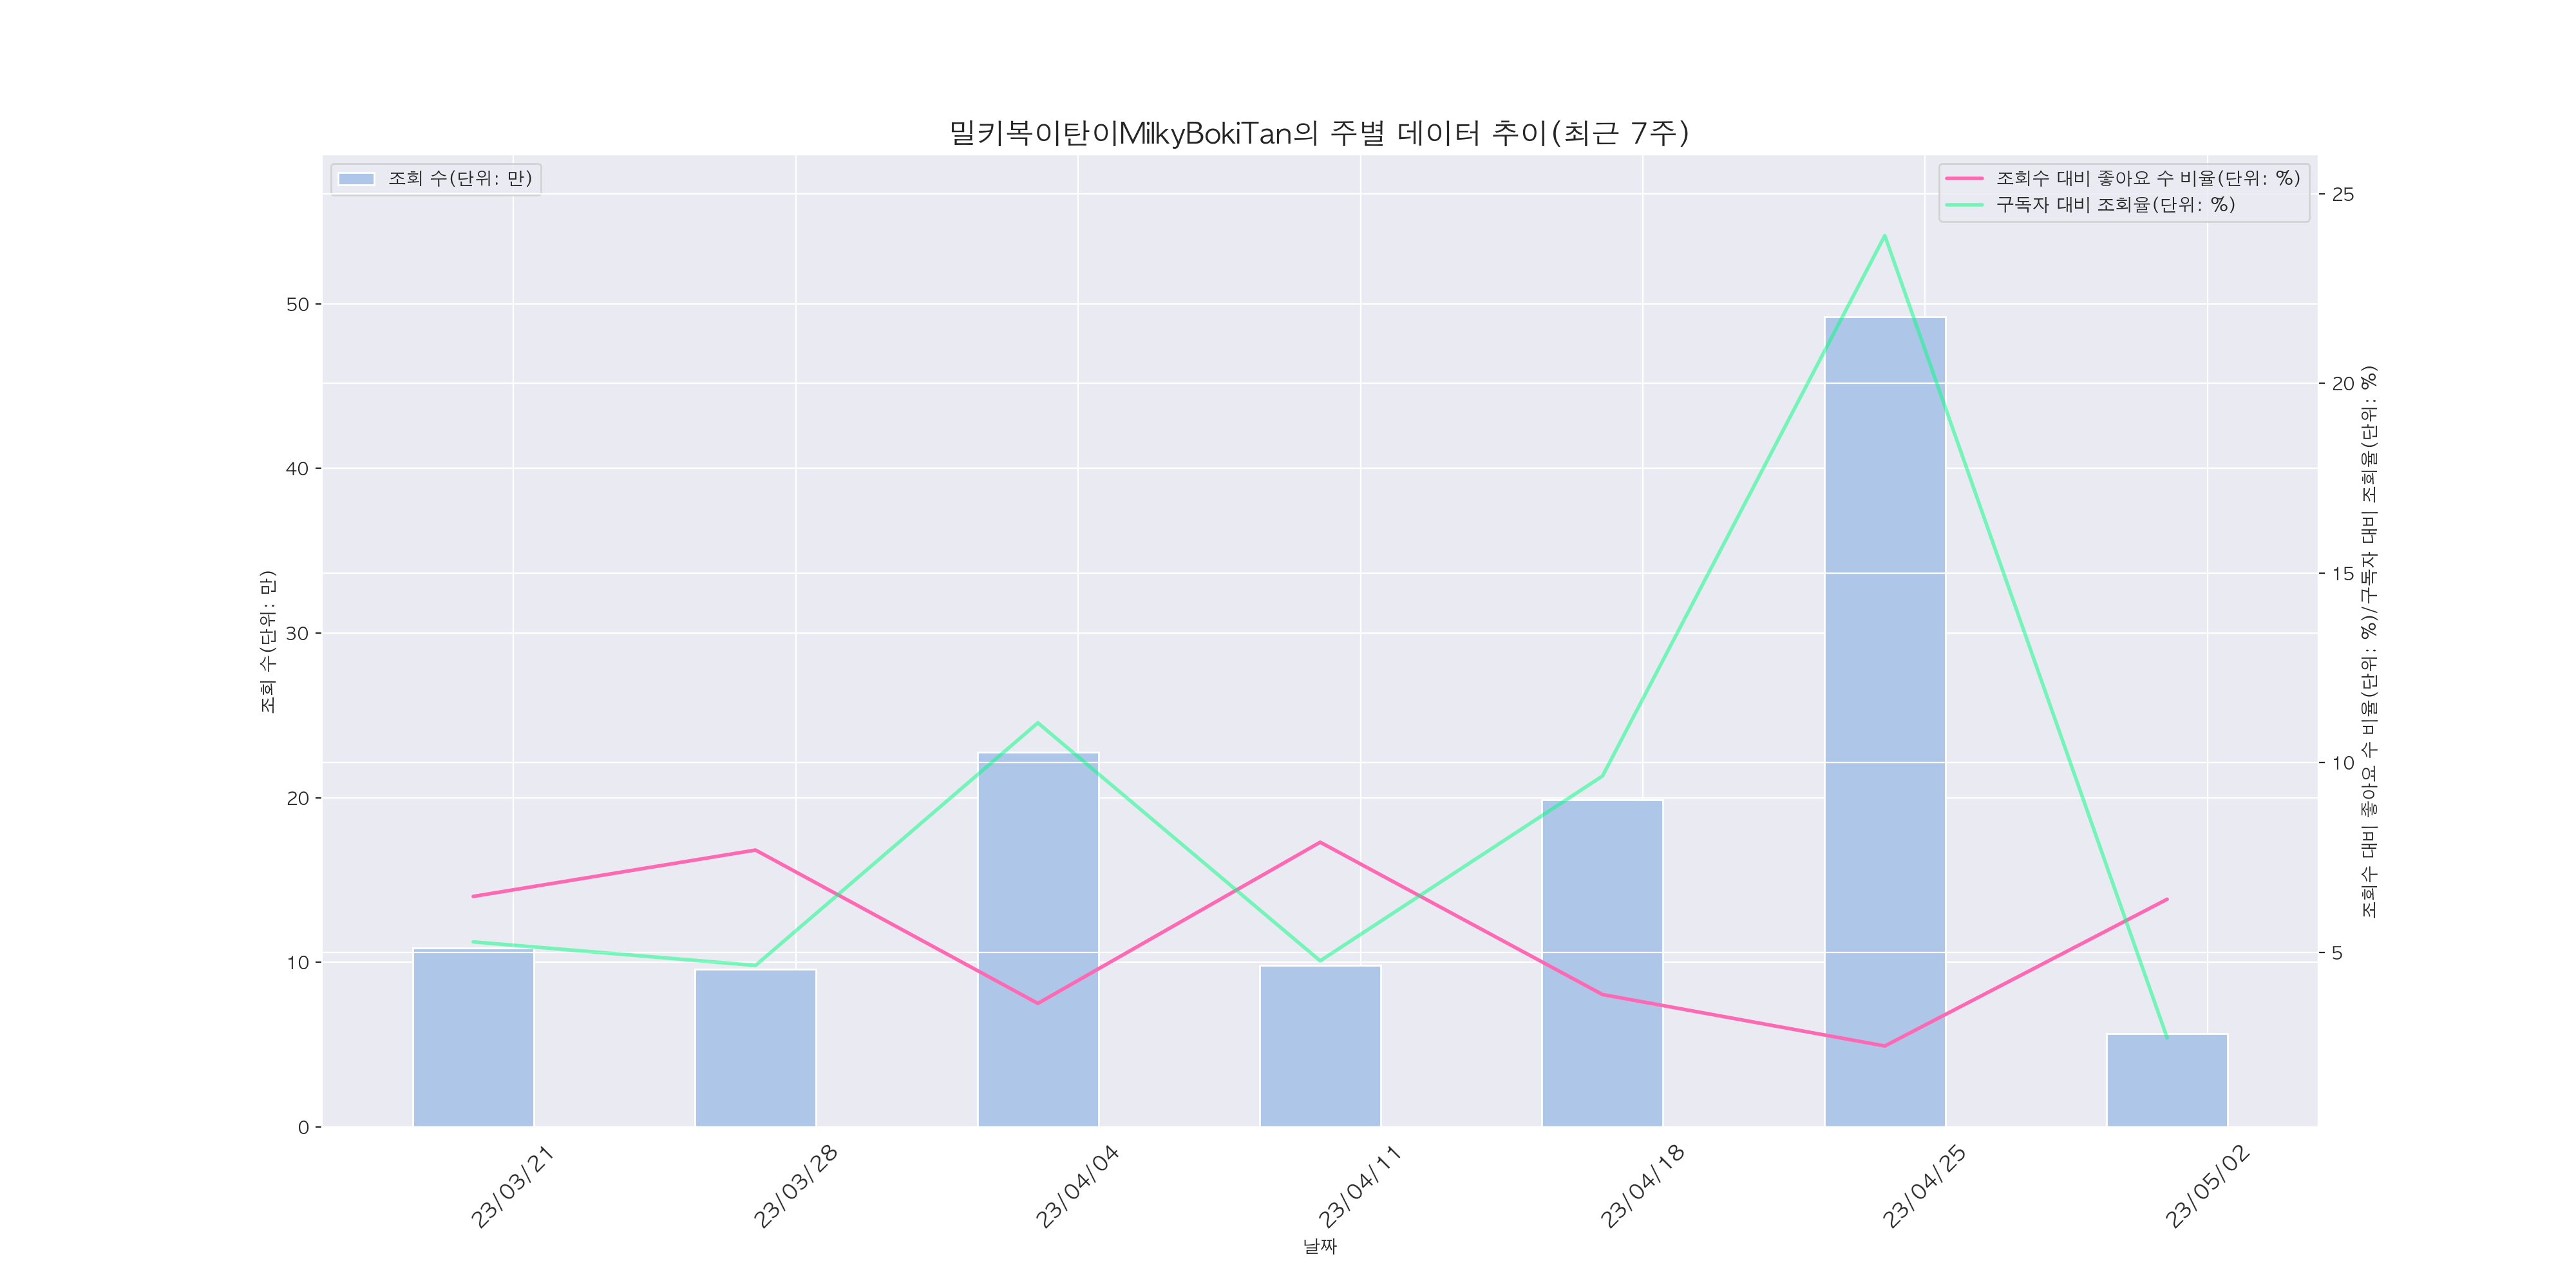 밀키복이탄이MilkyBokiTan의 주별 데이터 추이(최근 7주)
조회 수(단위: 만)
조회수 대비 좋아요 수 비율(단위: %)
구독자 대비 조회율(단위: %)
50
40
30
20
10
0
조회 수(단위: 만)
25
20
15
10
5
조회수 대비 좋아요 수 비율(단위: %)/구독자 대비 조회율(단위: %)
23/03/21
23/03/28
23/04/04
23/04/11
23/04/18
23/04/25
23/05/02
날짜